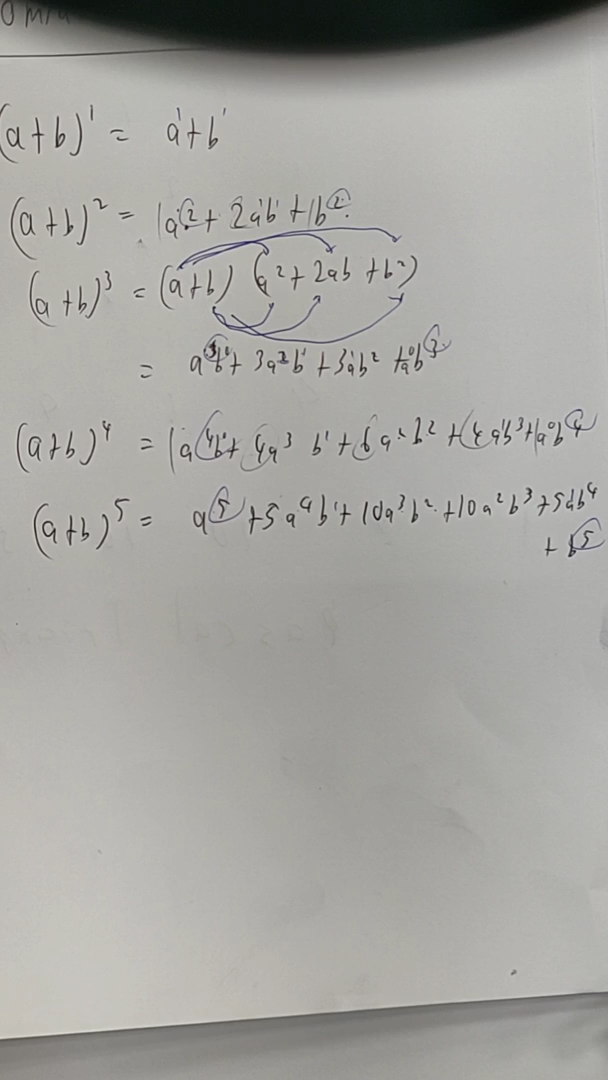 (a+b)¹ = a¹+b¹
(a+b)² = 1a²+2a¹b¹+1b²
(a+b)³ = (a+b) (a²+2ab+b²)
= a³b⁰+3a²b¹+3a¹b²+a⁰b³
(a+b)⁴ = 1a⁴b⁰+4a³b¹+6a²b²+4a¹b³+1a⁰b⁴
(a+b)⁵ = a⁵+5a⁴b¹+10a³b²+10a²b³+5ab⁴
+b⁵